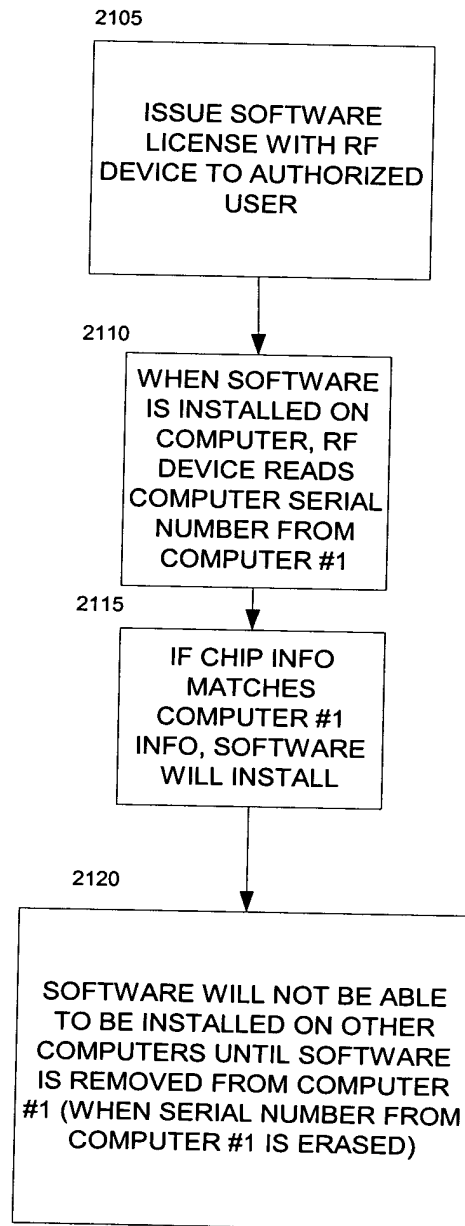 2105
ISSUE SOFTWARE
LICENSE WITH RF
DEVICE TO AUTHORIZED
USER
2110
WHEN SOFTWARE
IS INSTALLED ON
COMPUTER, RF
DEVICE READS
COMPUTER SERIAL
NUMBER FROM
COMPUTER #1
2115
IF CHIP INFO
MATCHES
COMPUTER #1
INFO, SOFTWARE
WILL INSTALL
2120
SOFTWARE WILL NOT BE ABLE
TO BE INSTALLED ON OTHER
COMPUTERS UNTIL SOFTWARE
IS REMOVED FROM COMPUTER
#1 (WHEN SERIAL NUMBER FROM
COMPUTER #1 IS ERASED)